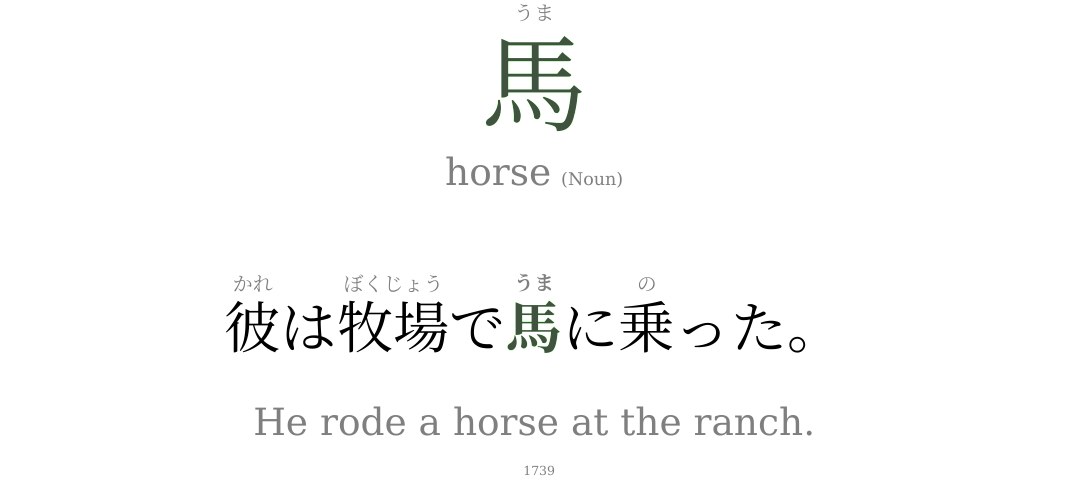 うま
馬
horse (Noun)
かれ ぼくじょう うま の
彼は牧場で馬に乗った。
He rode a horse at the ranch.
1739